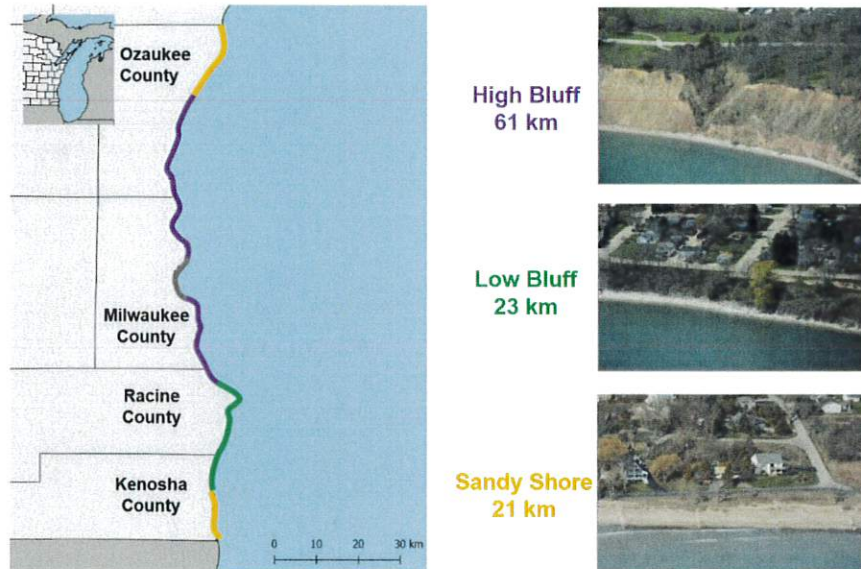 Ozaukee
County
Milwaukee
County
Racine
County
Kenosha
County
0 10 20 30 km
High Bluff
61 km
Low Bluff
23 km
Sandy Shore
21 km